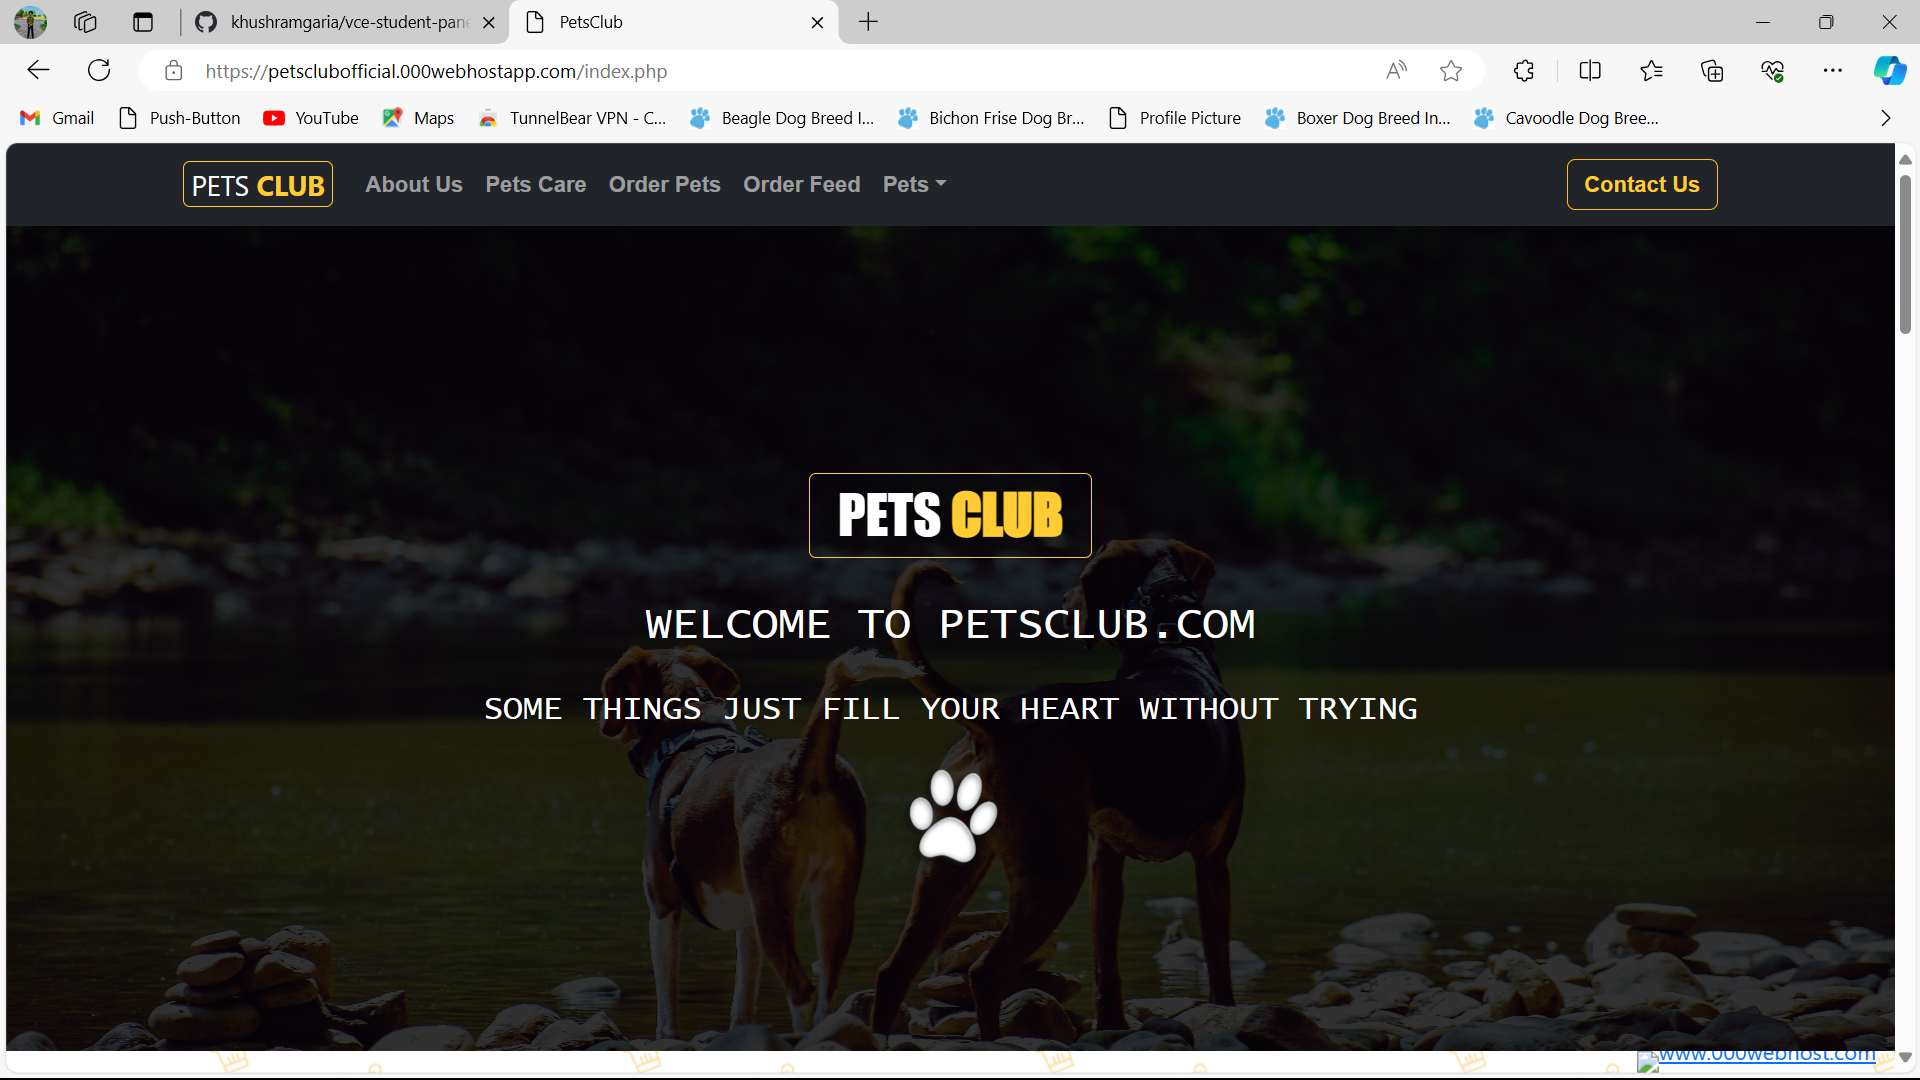 khushramgaria/vce-student-pane
PetsClub
https://petsclubofficial.000webhostapp.com/index.php
Gmail
Push-Button
YouTube
Maps
TunnelBear VPN - C...
Beagle Dog Breed I...
Bichon Frise Dog Br...
Profile Picture
Boxer Dog Breed In...
Cavoodle Dog Bree...
PETS CLUB
About Us
Pets Care
Order Pets
Order Feed
Pets
Contact Us
PETS CLUB
WELCOME TO PETSCLUB.COM
SOME THINGS JUST FILL YOUR HEART WITHOUT TRYING
www.000webhost.com